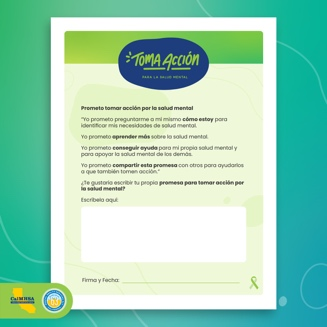 TOMA ACCIÓN
PARA LA SALUD MENTAL
Prometo tomar acción por la salud mental
"Yo prometo preguntarme a mi mismo cómo estoy para
identificar mis necesidades de salud mental.
Yo prometo aprender más sobre la salud mental
Yo prometo conseguir ayuda para mi propia salud mental y
para apoyar la salud mental de los demás.
Yo prometo compartir esta promesa con otros para ayudarlos
a que también tomen acción."
¿Te gustaría escribir tu propia promesa para tomar acción por
la salud mental?
Escríbela aquí:
Firma y Fecha:
CalMHSA